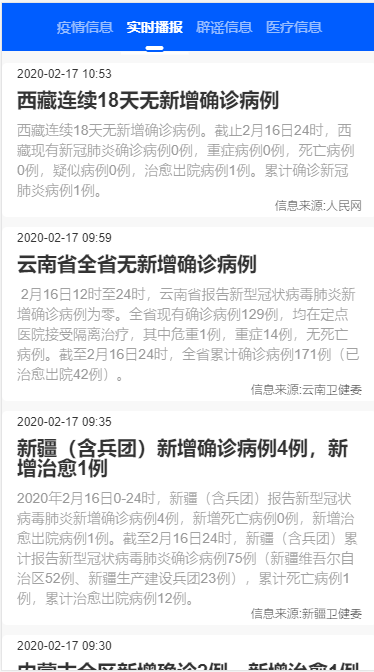 疫情信息 实时播报 辟谣信息 医疗信息
2020-02-17 10:53
西藏连续18天无新增确诊病例
西藏连续18天无新增确诊病例。截止2月16日24时，西
藏现有新冠肺炎确诊病例0例，重症病例0例，死亡病例
0例，疑似病例0例，治愈出院病例1例。累计确诊新冠
肺炎病例1例。
信息来源:人民网
2020-02-17 09:59
云南省全省无新增确诊病例
2月16日12时至24时，云南省报告新型冠状病毒肺炎新
增确诊病例为零。全省现有确诊病例129例，均在定点
医院接受隔离治疗，其中危重1例，重症14例，无死亡
病例。截至2月16日24时，全省累计确诊病例171例（已
治愈出院42例）。
信息来源:云南卫健委
2020-02-17 09:35
新疆（含兵团）新增确诊病例4例，新
增治愈1例
2020年2月16日0-24时，新疆（含兵团）报告新型冠状
病毒肺炎新增确诊病例4例，新增死亡病例0例，新增治
愈出院病例1例。截至2月16日24时，新疆（含兵团）累
计报告新型冠状病毒肺炎确诊病例75例（新疆维吾尔自
治区52例、新疆生产建设兵团23例），累计死亡病例1
例，累计治愈出院病例12例。
信息来源:新疆卫健委
2020-02-17 09:30
内蒙古全区新增确诊2例，新增治愈1例